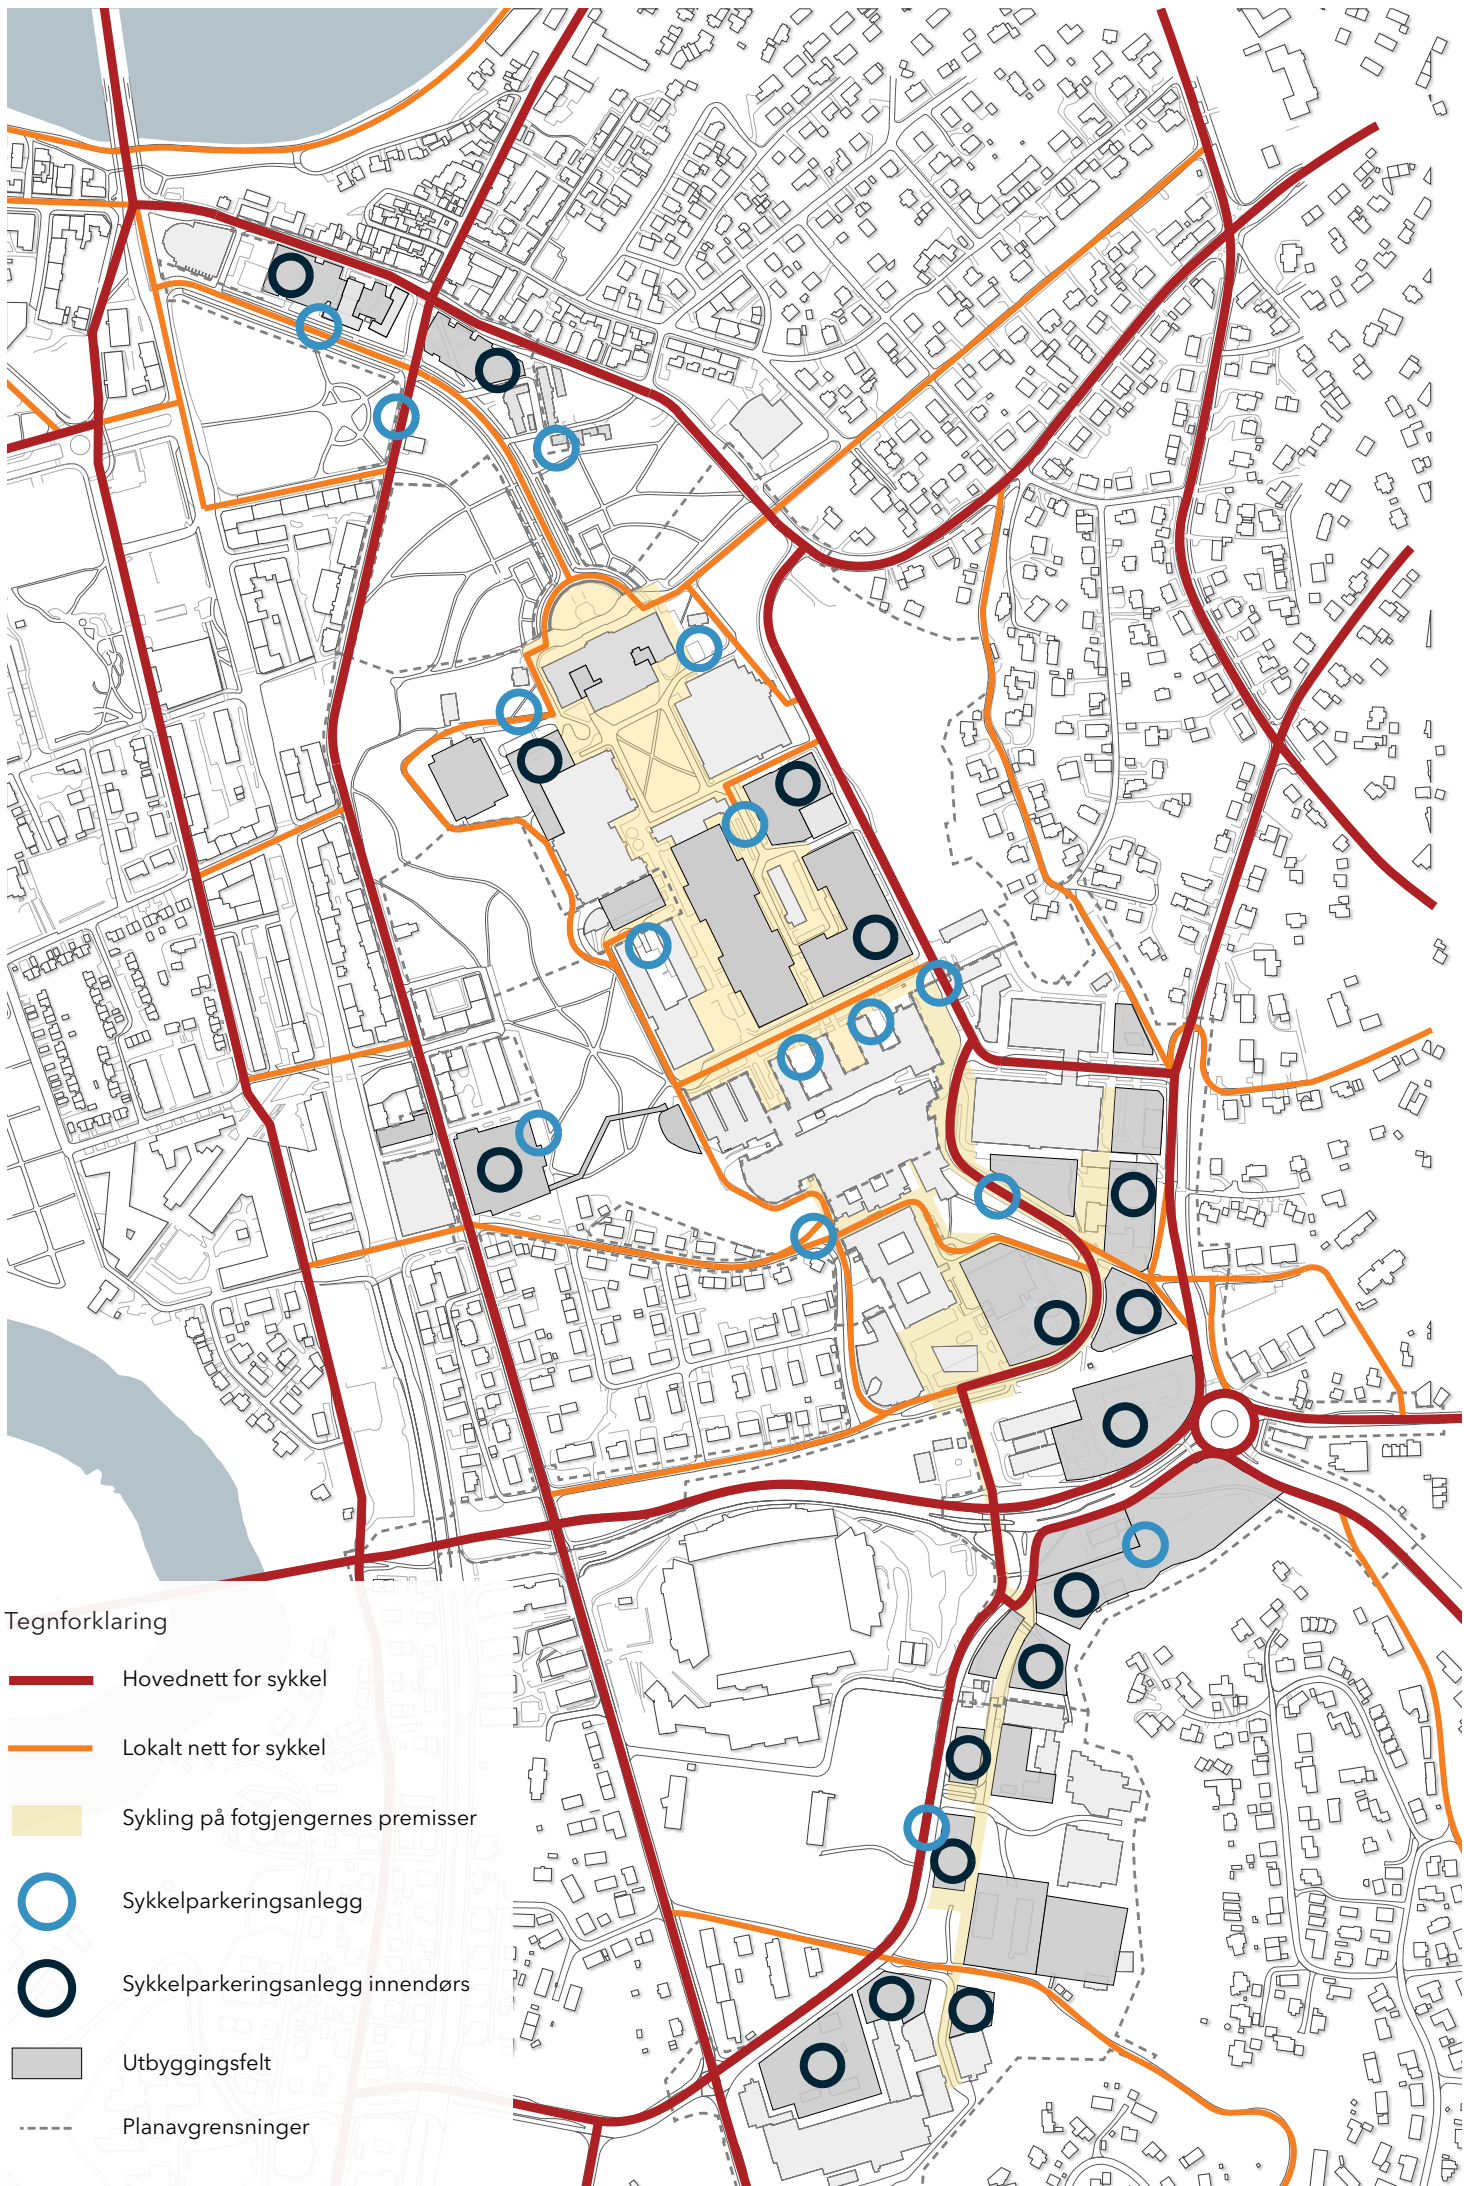 Tegnforklaring
Hovednett for sykkel
Lokalt nett for sykkel
Sykling på fotgjengernes premisser
Sykkelparkeringsanlegg
Sykkelparkeringsanlegg innendørs
Utbyggingsfelt
Planavgrensninger